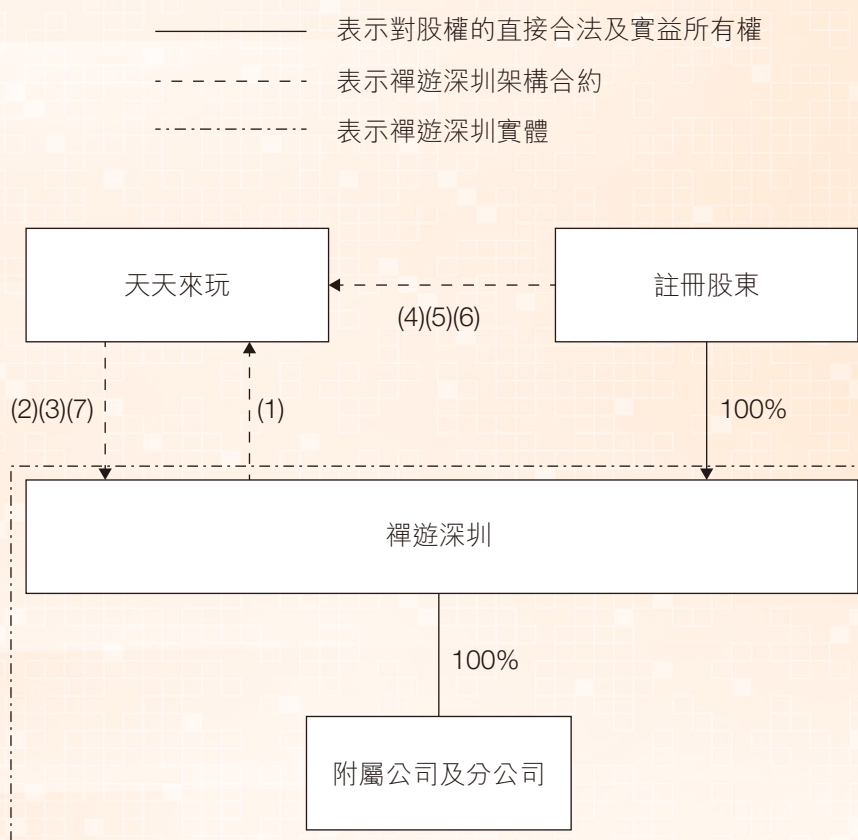 表示對股權的直接合法及實益所有權
表示禪遊深圳架構合約
表示禪遊深圳實體
天天來玩
註冊股東
(4)(5)(6)
(2)(3)(7)
(1)
100%
禪遊深圳
100%
附屬公司及分公司